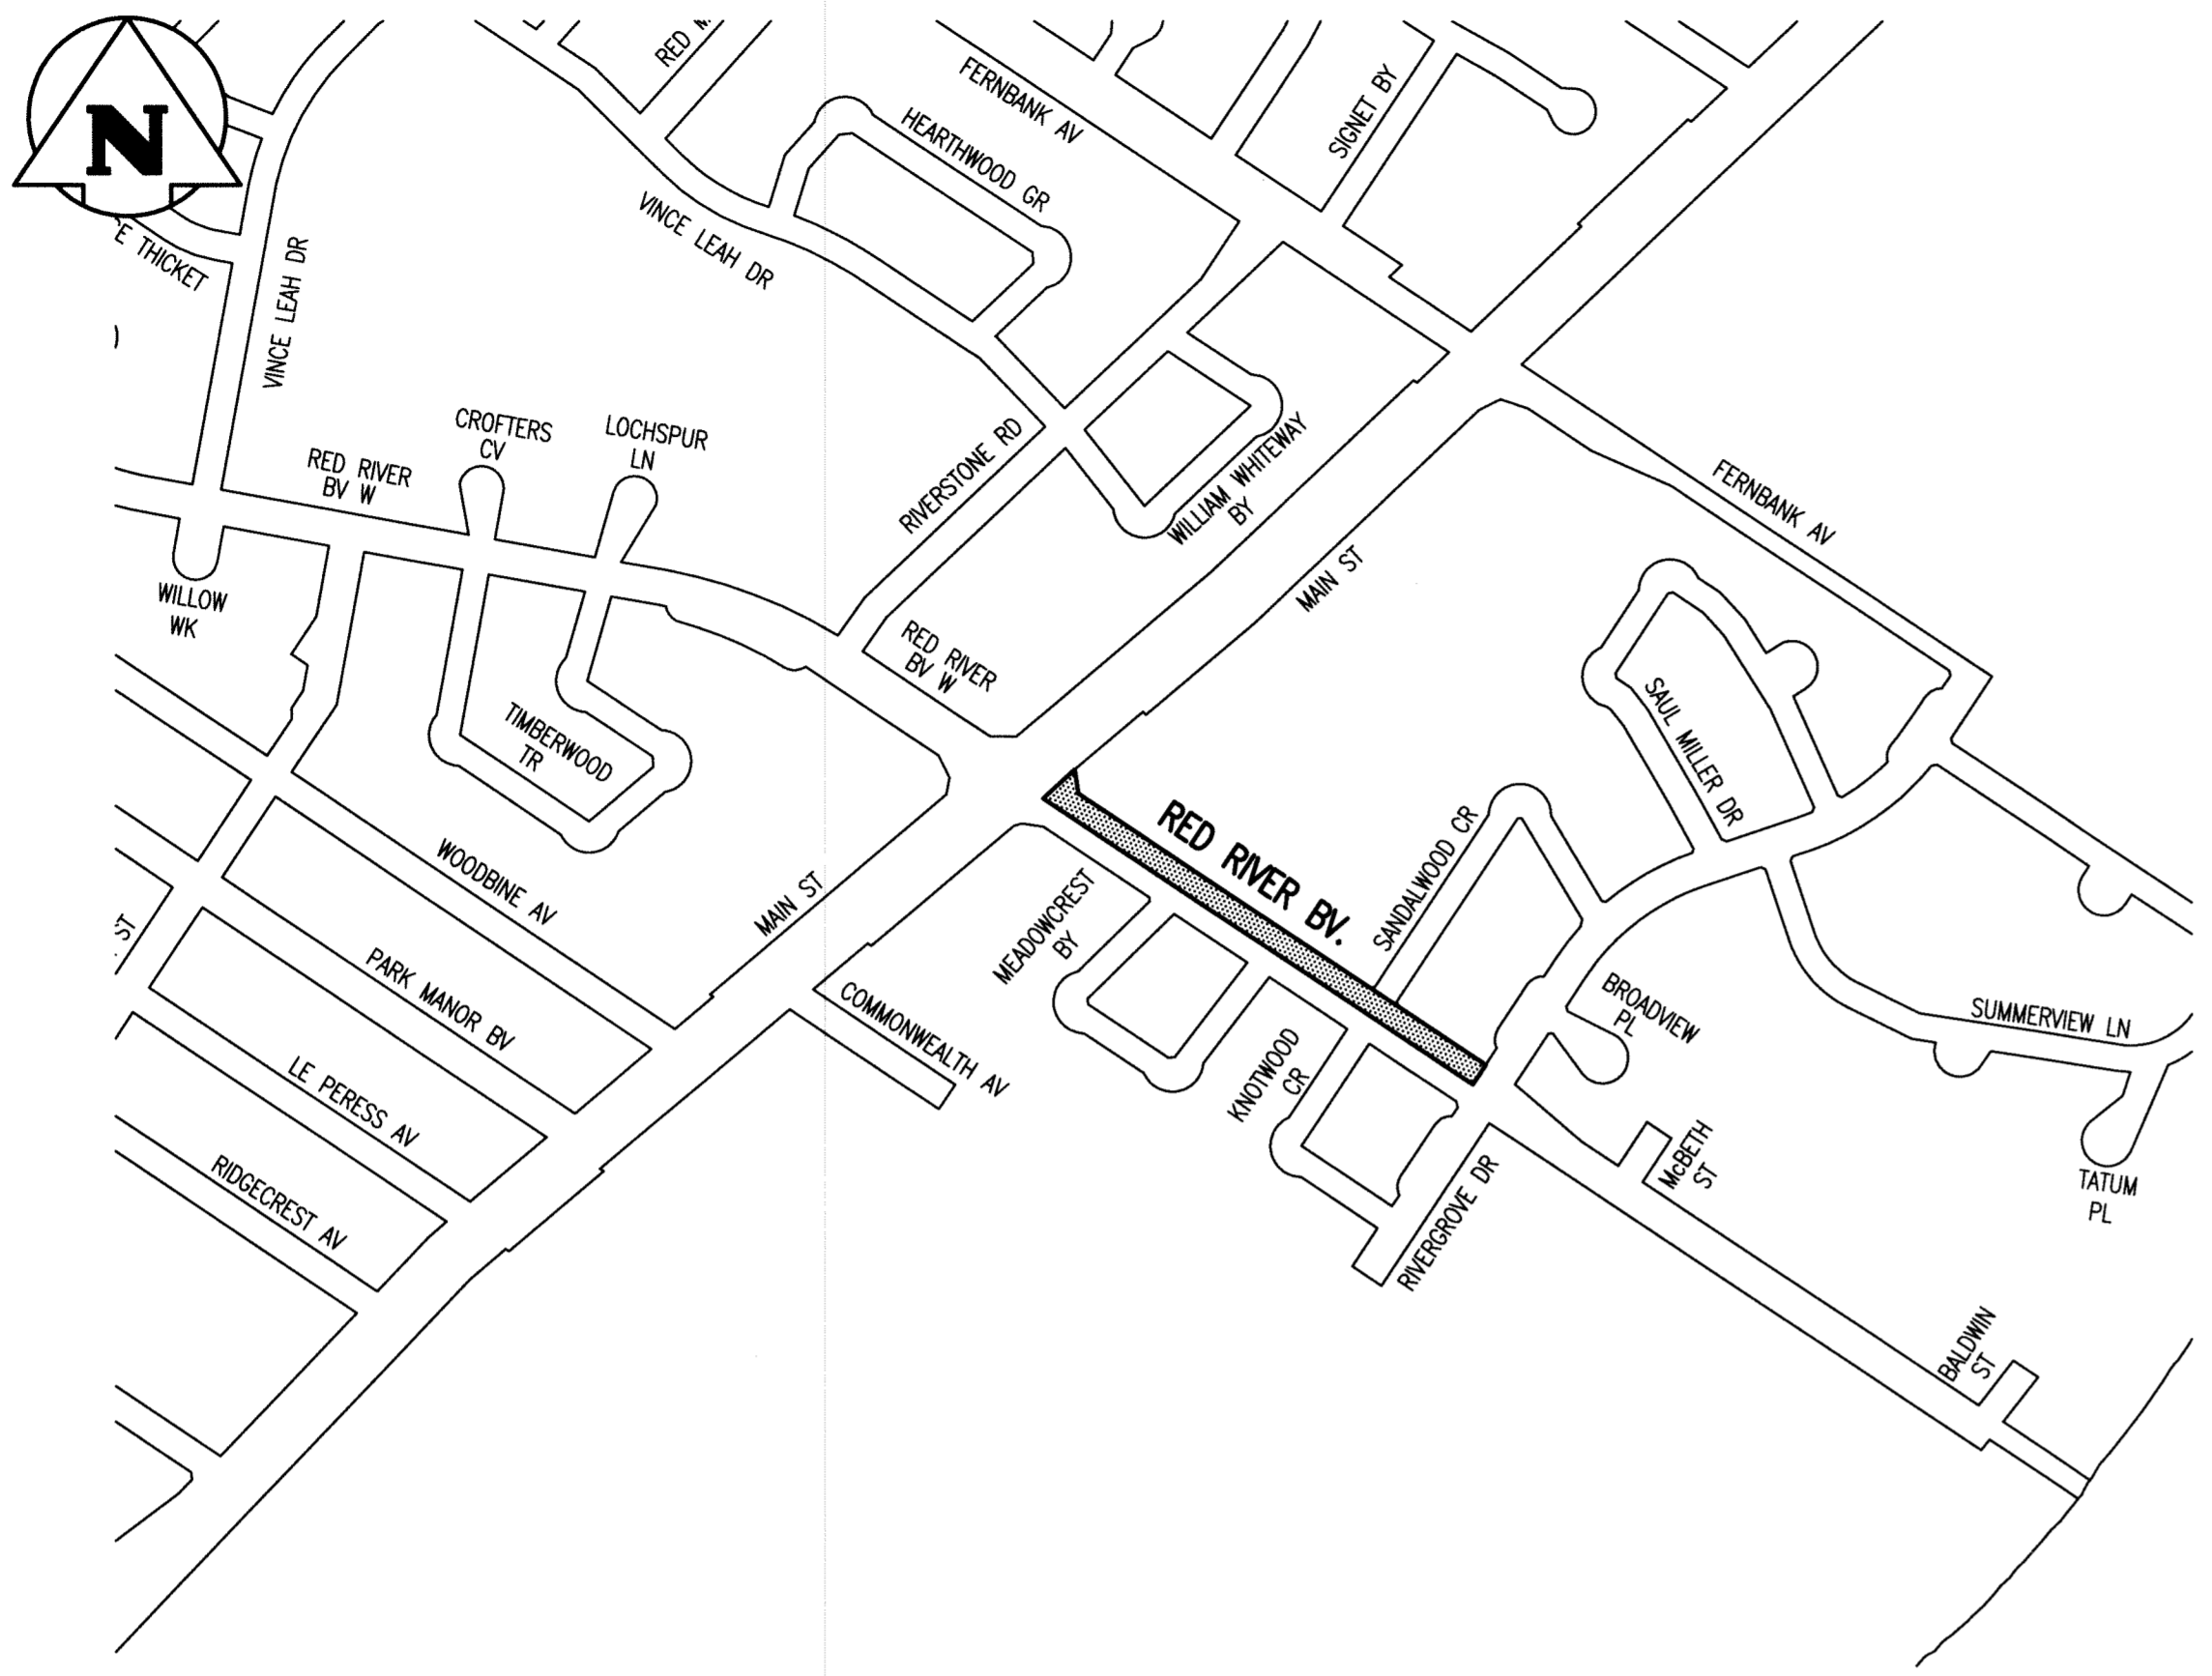 N
RED
FERNBANK AV
SIGNET BY
HEARTHWOOD GR
VINCE LEAH DR
THICKET
VINCE LEAH DR
CROFTERS
CV
LOCHSPUR
LN
RED RIVER
BV W
RIVERSTONE RD
WILLIAM WHITEWAY
BY
FERNBANK AV
MAIN ST
WILLOW
WK
RED RIVER
BV W
SAUL MILLER DR
TIMBERWOOD
TR
RED RIVER BV.
SANDALWOOD CR
WOODBINE AV
MAIN ST
MEADOWCREST
BY
ST
PARK MANOR BV
COMMONWEALTH AV
BROADVIEW
PL
SUMMERVIEW LN
KNOTWOOD
CR
LE PERESS AV
McBETH
ST
RIVERGROVE DR
TATUM
PL
RIDGECREST AV
BALDWIN
ST